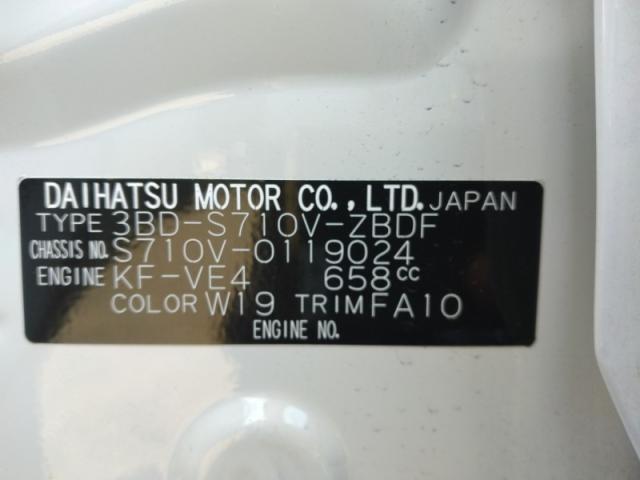 DAIHATSU MOTOR CO., LTD. JAPAN
TYPE 3BD-S710V-ZBDF
CHASSIS NO. S710V-0119024
ENGINE KF-VE4 658cc
COLOR W19 TRIM FA10
ENGINE NO.